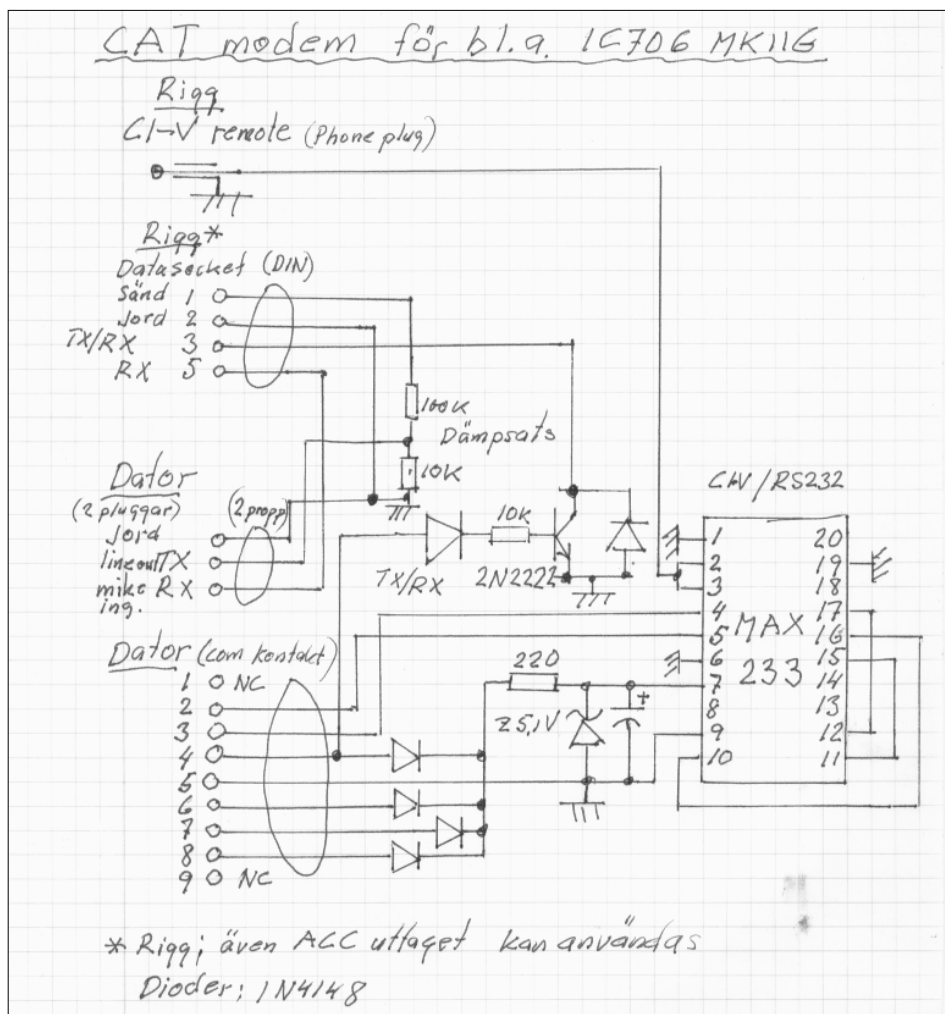 CAT modem för bl.a. IC706 MKIIG
Rigg
CI-V remote (Phone plug)
Rigg*
Datasocket (DIN)
Sänd 1
Jord 2
TX/RX 3
RX 5
100K
Dämpsats
10K
Dator
(2 pluggar)
(2 propp)
Jord
lineout TX
mike RX
ing.
TX/RX
10K
2N2222
CI-V/RS232
MAX
233
1
2
3
4
5
6
7
8
9
10
20
19
18
17
16
15
14
13
12
11
Dator (com kontakt)
1 NC
2
3
4
5
6
7
8
9 NC
220
Z5,1V
+
* Rigg; även ACC uttaget kan användas
Dioder: 1N4148